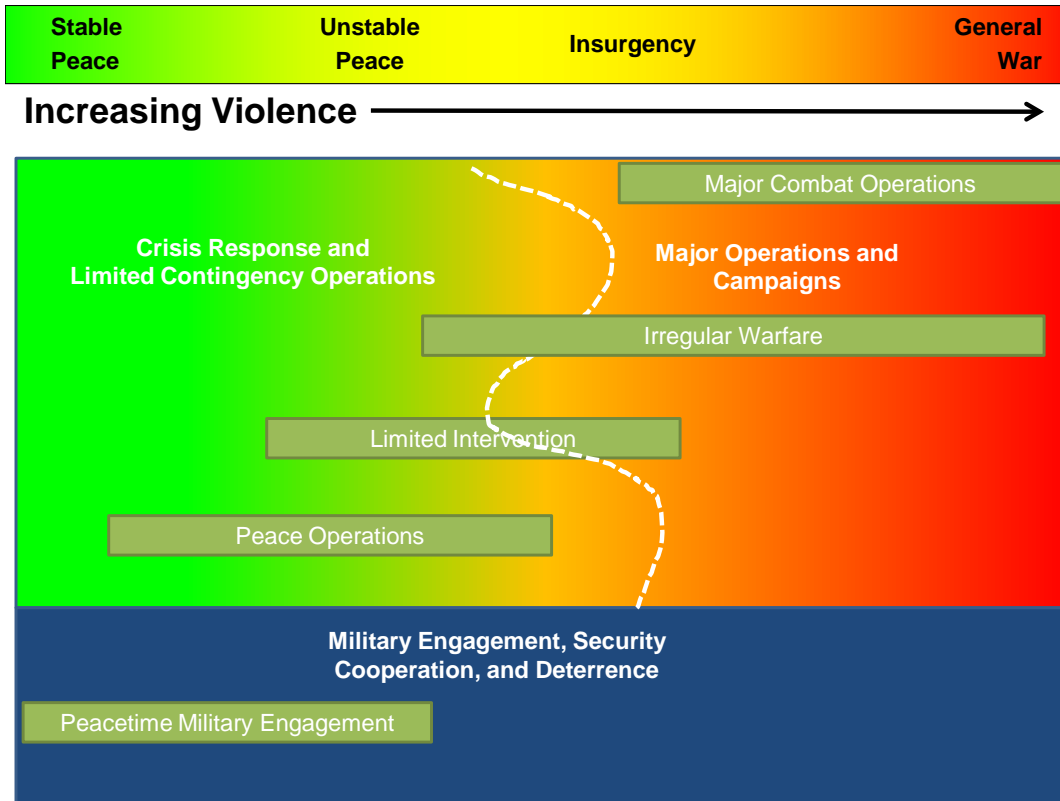 Stable
Peace
Unstable
Peace
Insurgency
General
War
Increasing Violence
Major Combat Operations
Crisis Response and
Limited Contingency Operations
Major Operations and
Campaigns
Irregular Warfare
Limited Intervention
Peace Operations
Military Engagement, Security
Cooperation, and Deterrence
Peacetime Military Engagement